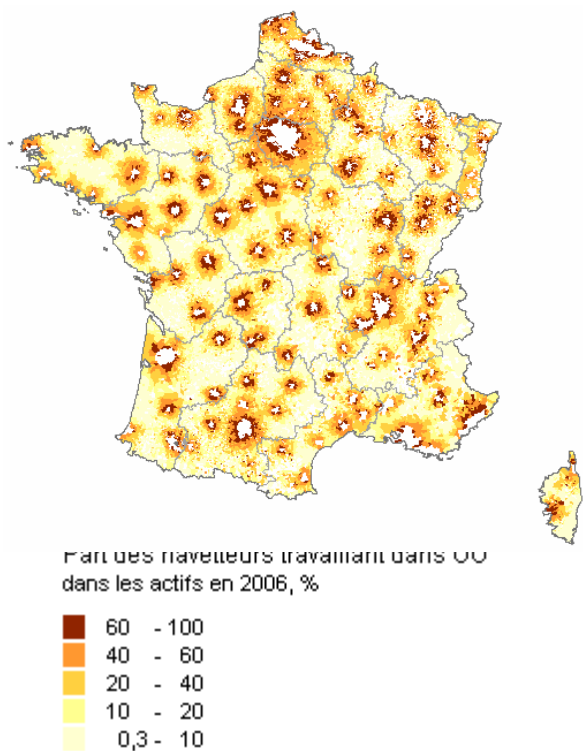 Part des navetteurs travaillant dans UU
dans les actifs en 2006, %
60 - 100
40 - 60
20 - 40
10 - 20
0,3 - 10